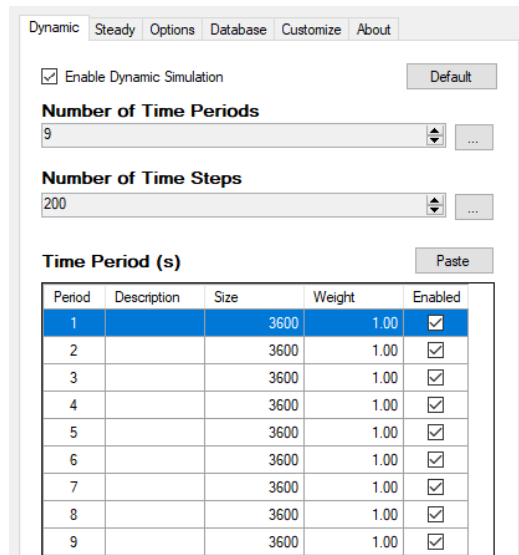 Dynamic Steady Options Database Customize About
Enable Dynamic Simulation Default
Number of Time Periods
9 ...
Number of Time Steps
200 ...
Time Period (s) Paste
Period Description Size Weight Enabled
1 3600 1.00
2 3600 1.00
3 3600 1.00
4 3600 1.00
5 3600 1.00
6 3600 1.00
7 3600 1.00
8 3600 1.00
9 3600 1.00